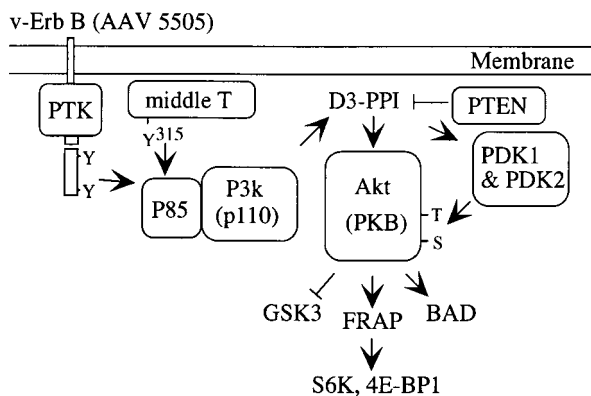 v-Erb B (AAV 5505)
Membrane
PTK
middle T
D3-PPI
PTEN
Y
Y
Y315
PDK1
& PDK2
P85
P3k
(p110)
Akt
(PKB)
T
S
GSK3
FRAP
BAD
S6K, 4E-BP1